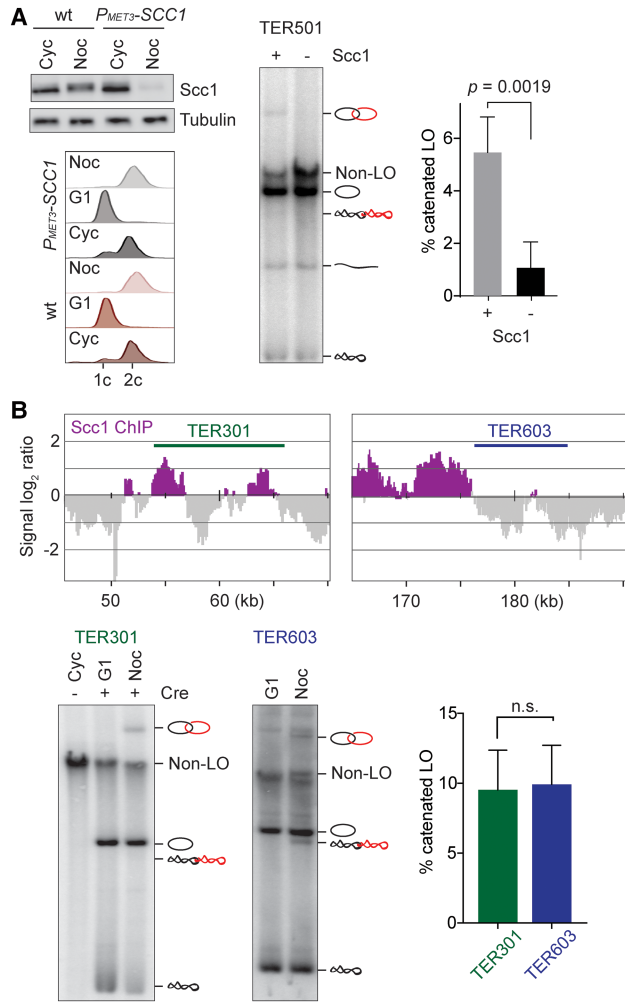 A
wt
PMET3-SCC1
Cyc
Noc
Cyc
Noc
Scc1
Tubulin
PMET3-SCC1
Noc
G1
Cyc
wt
Noc
G1
Cyc
1c 2c
TER501
+ - Scc1
Non-LO
p = 0.0019
% catenated LO
6
4
2
0
+ -
Scc1
B
Signal log2 ratio
2
0
-2
Scc1 ChIP
TER301
50 60 (kb)
TER603
170 180 (kb)
TER301
Cyc
G1
Noc
- + + Cre
Non-LO
TER603
G1
Noc
Non-LO
n.s.
% catenated LO
15
10
5
0
TER301
TER603